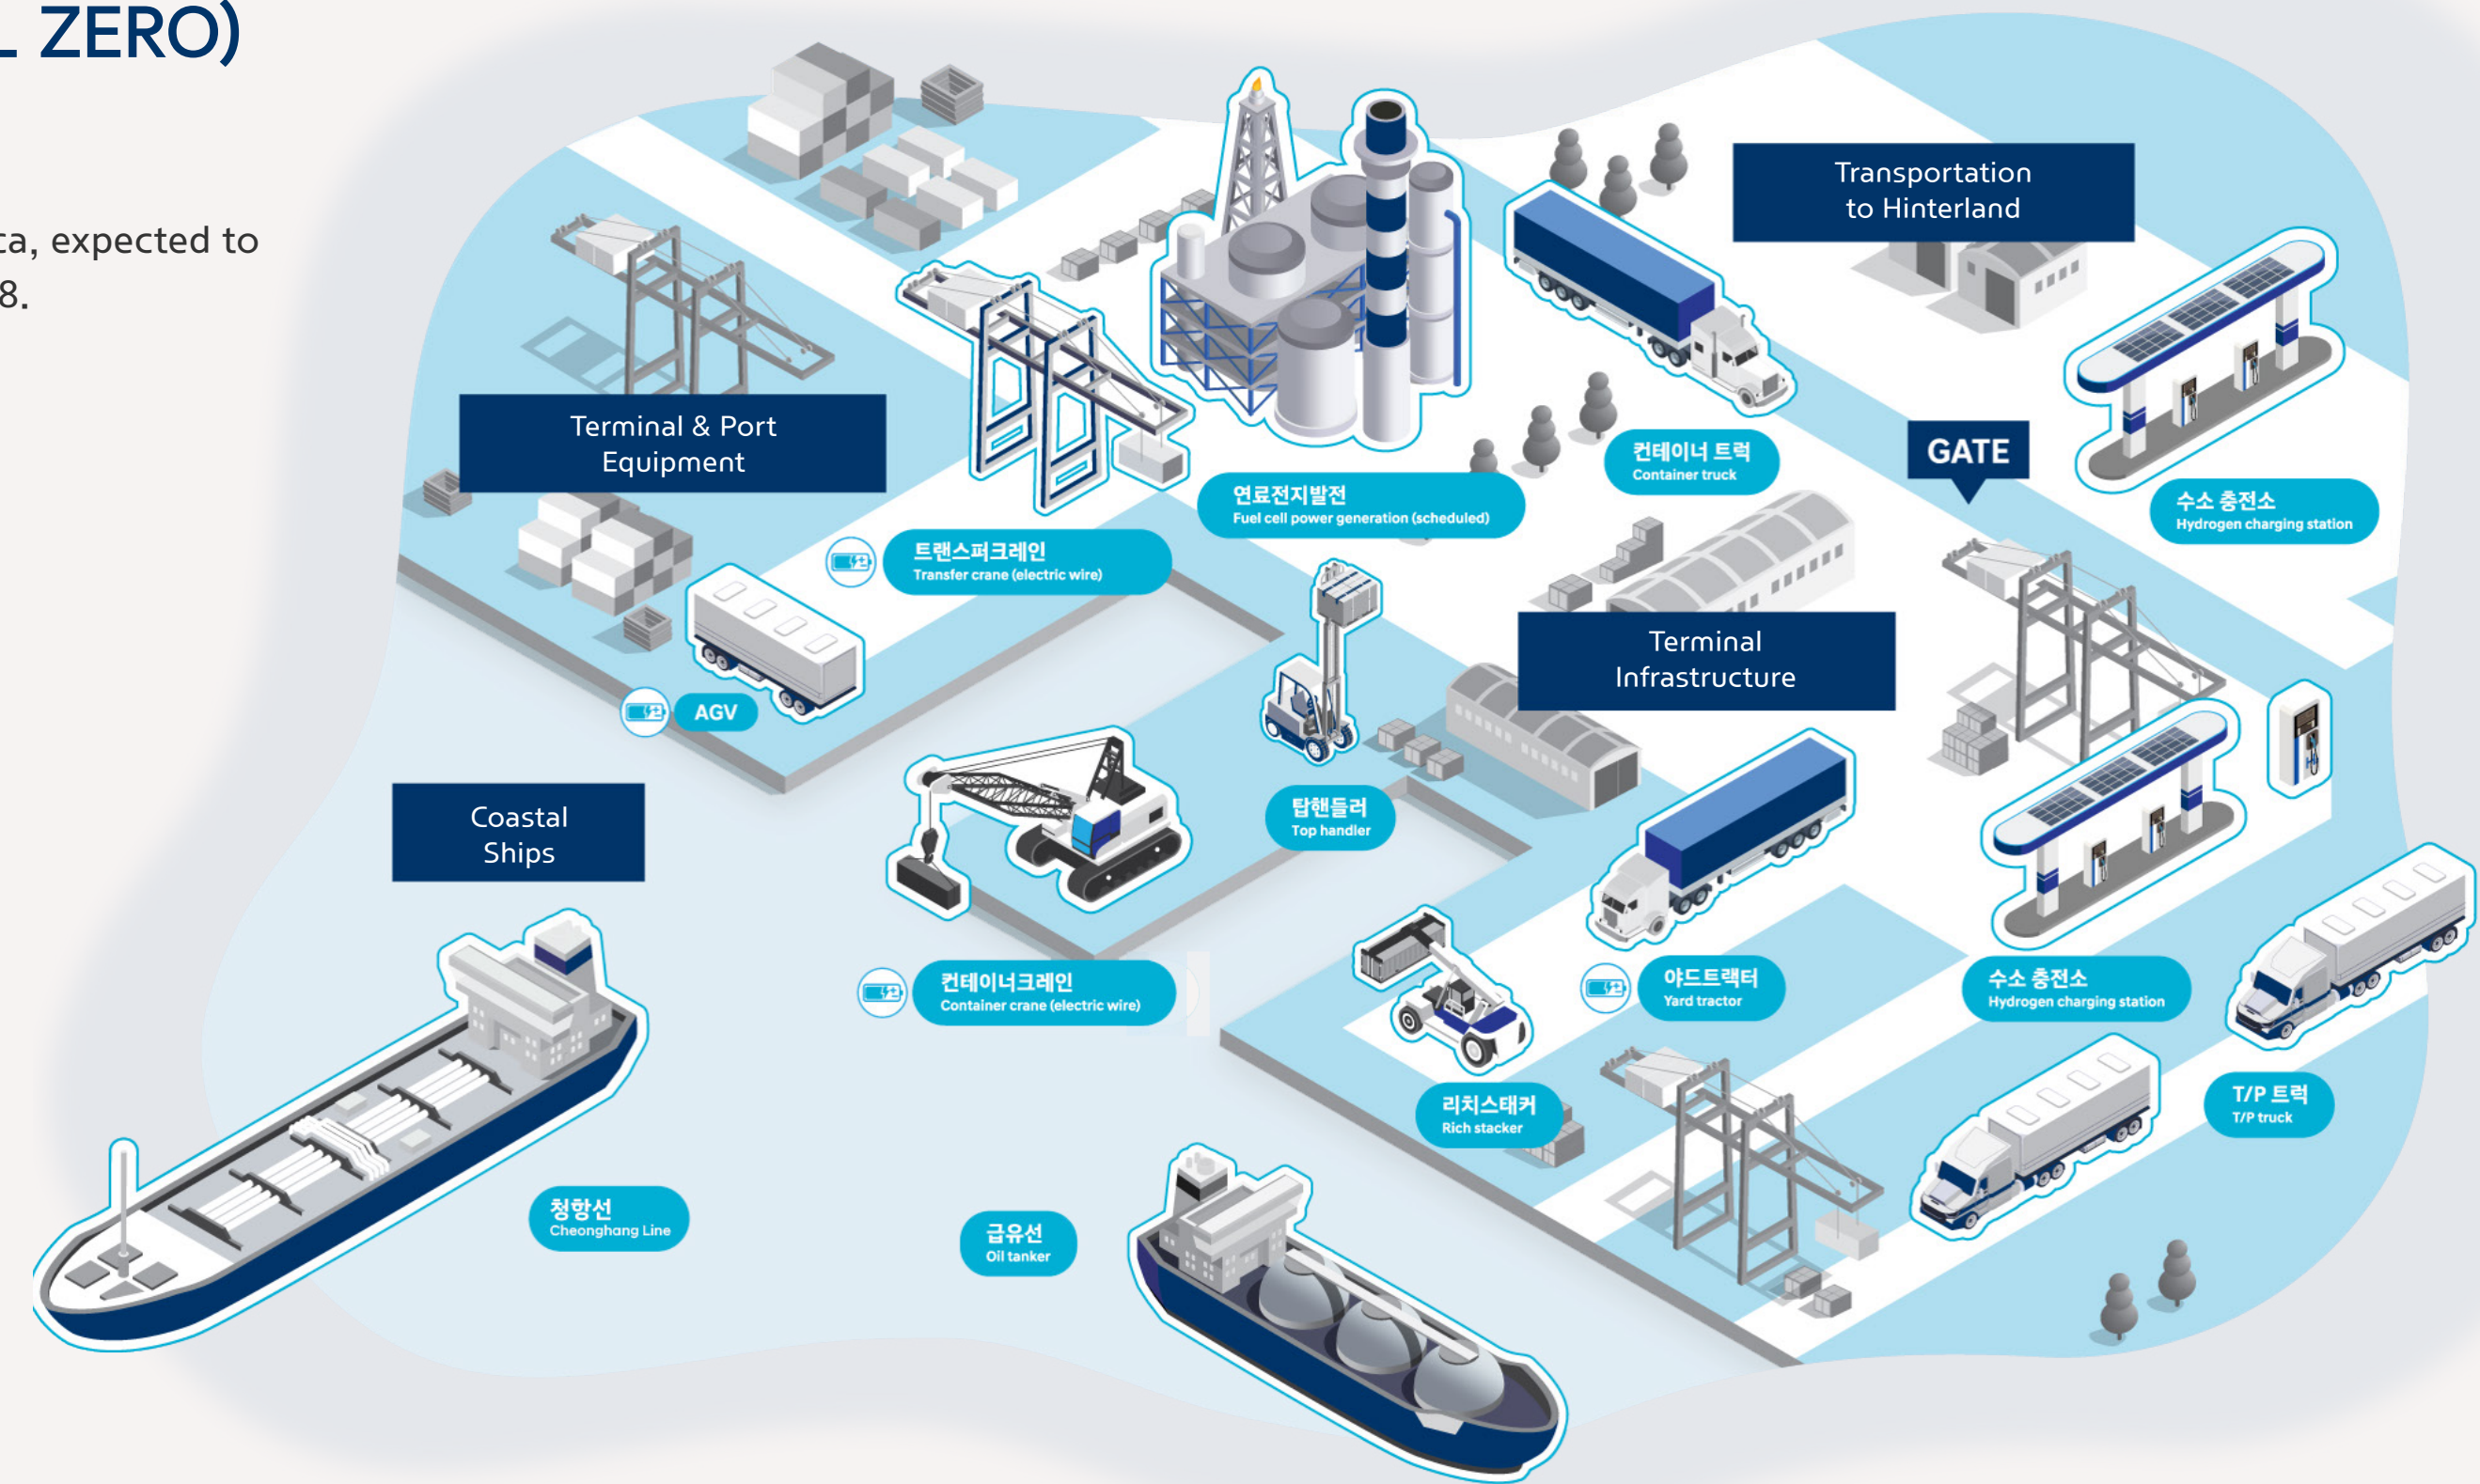 L ZERO)
ca, expected to
8.
Transportation
to Hinterland
Terminal & Port
Equipment
컨테이너 트럭
Container truck
GATE
연료전지발전
Fuel cell power generation (scheduled)
수소 충전소
Hydrogen charging station
트랜스퍼크레인
Transfer crane (electric wire)
Terminal
Infrastructure
AGV
Coastal
Ships
탑핸들러
Top handler
컨테이너크레인
Container crane (electric wire)
야드트랙터
Yard tractor
수소 충전소
Hydrogen charging station
리치스태커
Rich stacker
T/P 트럭
T/P truck
청항선
Cheonghang Line
급유선
Oil tanker